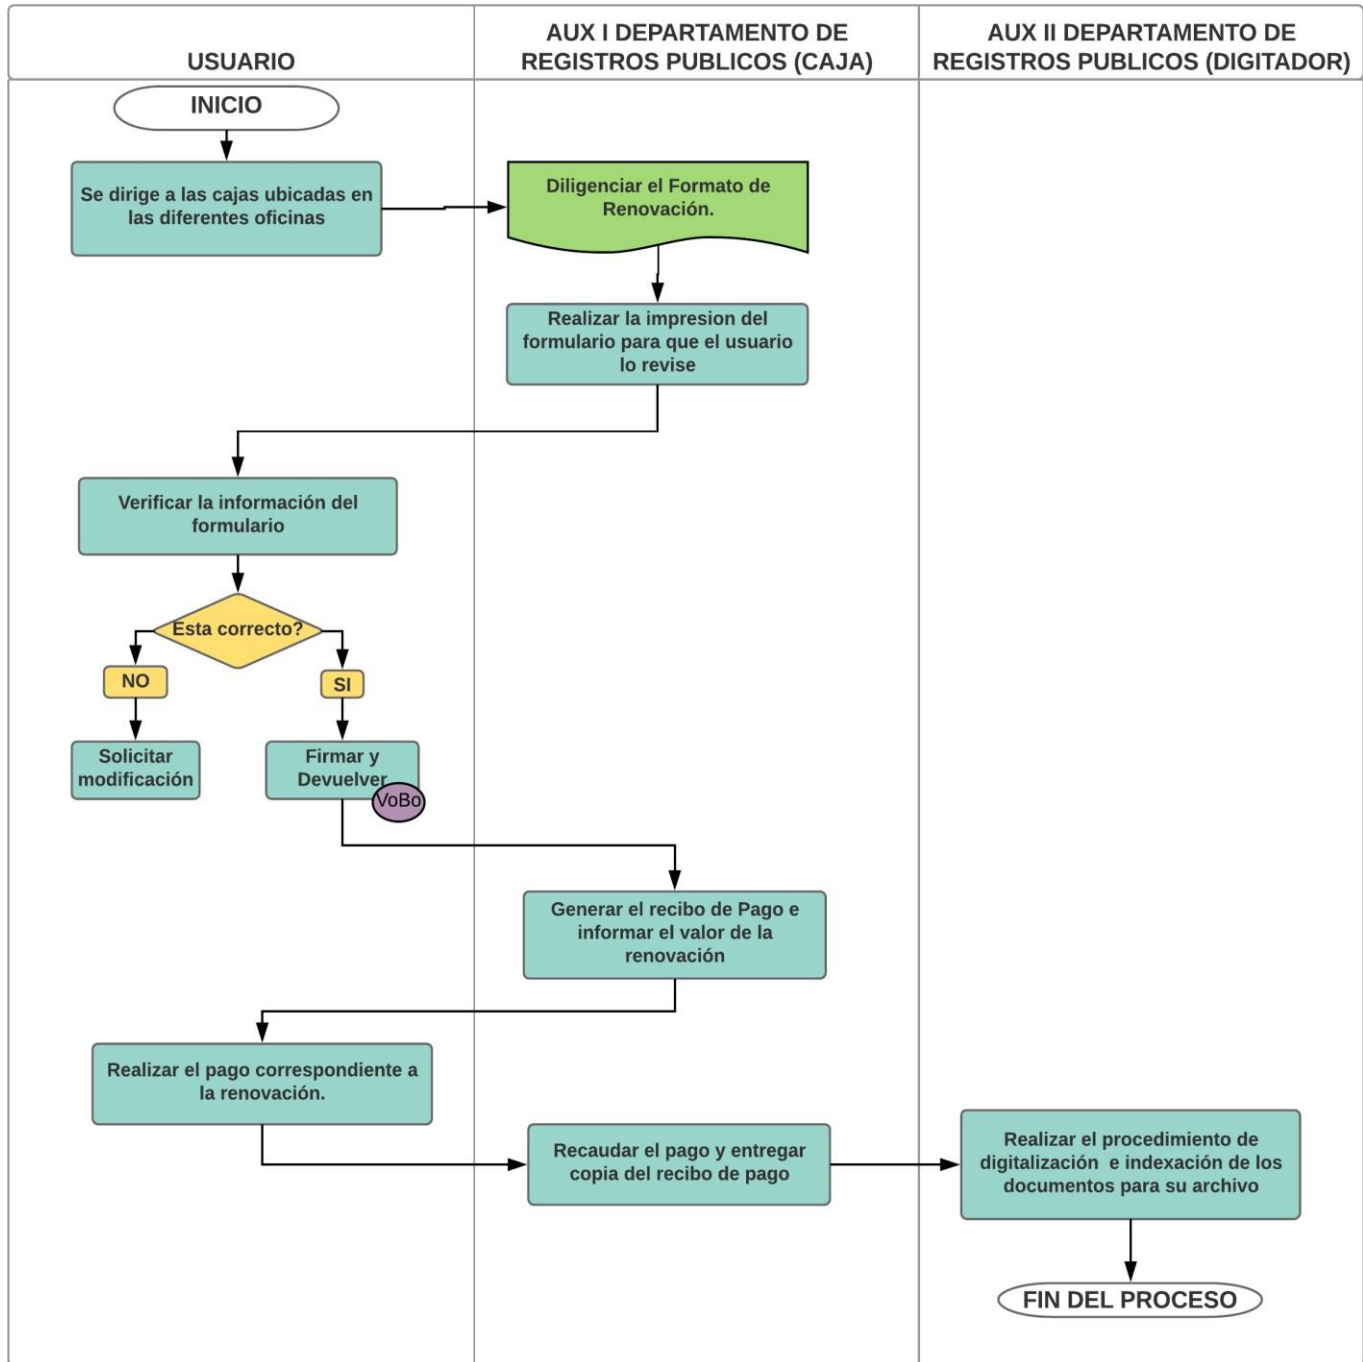 USUARIO
AUX I DEPARTAMENTO DE
REGISTROS PUBLICOS (CAJA)
AUX II DEPARTAMENTO DE
REGISTROS PUBLICOS (DIGITADOR)
INICIO
Se dirige a las cajas ubicadas en
las diferentes oficinas
Diligenciar el Formato de
Renovación.
Realizar la impresion del
formulario para que el usuario
lo revise
Verificar la información del
formulario
Esta correcto?
NO
SI
Solicitar
modificación
Firmar y
Devuelver
VoBo
Generar el recibo de Pago e
informar el valor de la
renovación
Realizar el pago correspondiente a
la renovación.
Recaudar el pago y entregar
copia del recibo de pago
Realizar el procedimiento de
digitalización e indexación de los
documentos para su archivo
FIN DEL PROCESO